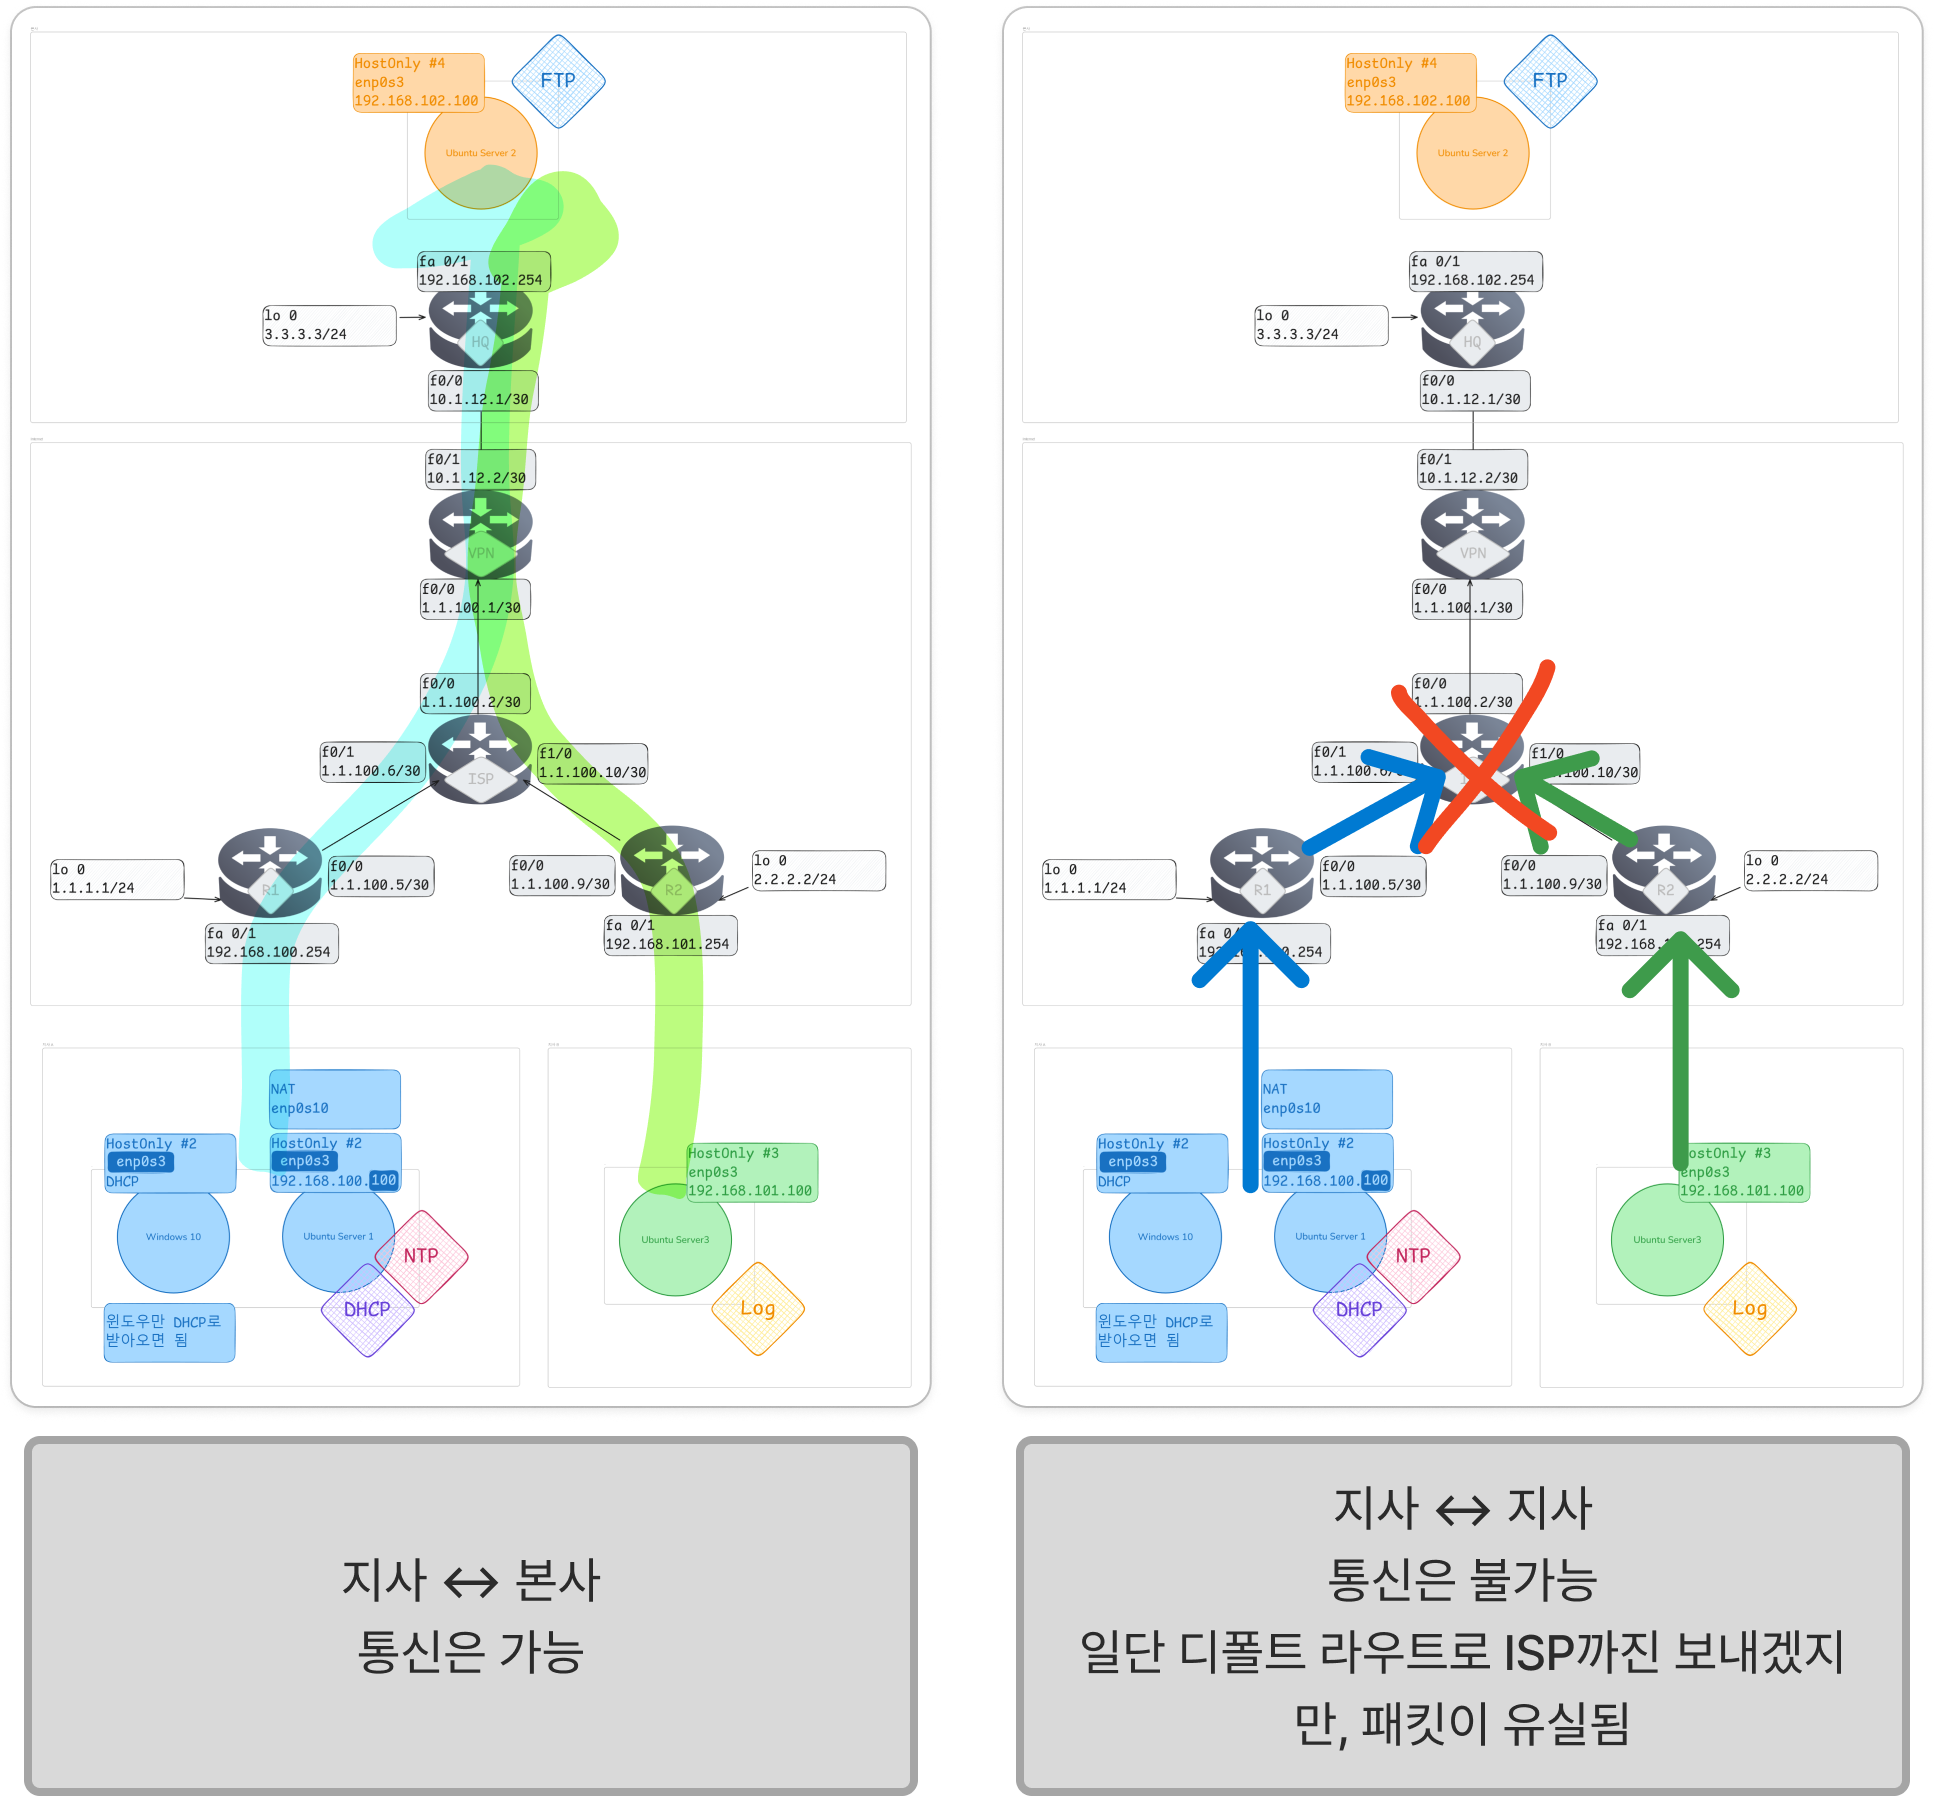 HostOnly #4
enp0s3
192.168.102.100
FTP
Ubuntu Server 2
fa 0/1
192.168.102.254
lo 0
3.3.3.3/24
HQ
f0/0
10.1.12.1/30
f0/1
10.1.12.2/30
VPN
f0/0
1.1.100.1/30
f0/0
1.1.100.2/30
f0/1
1.1.100.6/30
f1/0
1.1.100.10/30
ISP
lo 0
1.1.1.1/24
R1
f0/0
1.1.100.5/30
f0/0
1.1.100.9/30
R2
lo 0
2.2.2.2/24
fa 0/1
192.168.100.254
fa 0/1
192.168.101.254
NAT
enp0s10
HostOnly #2
enp0s3
DHCP
HostOnly #2
enp0s3
192.168.100.100
HostOnly #3
enp0s3
192.168.101.100
Windows 10
Ubuntu Server 1
NTP
DHCP
Ubuntu Server3
Log
윈도우만 DHCP로
받아오면 됨
지사 ↔ 본사
통신은 가능
HostOnly #4
enp0s3
192.168.102.100
FTP
Ubuntu Server 2
fa 0/1
192.168.102.254
lo 0
3.3.3.3/24
HQ
f0/0
10.1.12.1/30
f0/1
10.1.12.2/30
VPN
f0/0
1.1.100.1/30
f0/0
1.1.100.2/30
f0/1
1.1.100.6/
f1/0
.100.10/30
lo 0
1.1.1.1/24
R1
f0/0
1.1.100.5/30
f0/0
1.1.100.9/30
R2
lo 0
2.2.2.2/24
fa 0/
.254
fa 0/1
192.168. .254
NAT
enp0s10
HostOnly #2
enp0s3
DHCP
HostOnly #2
enp0s3
192.168.100.100
HostOnly #3
enp0s3
192.168.101.100
Windows 10
Ubuntu Server 1
NTP
DHCP
Ubuntu Server3
Log
윈도우만 DHCP로
받아오면 됨
지사 ↔ 지사
통신은 불가능
일단 디폴트 라우트로 ISP까진 보내겠지
만, 패킷이 유실됨